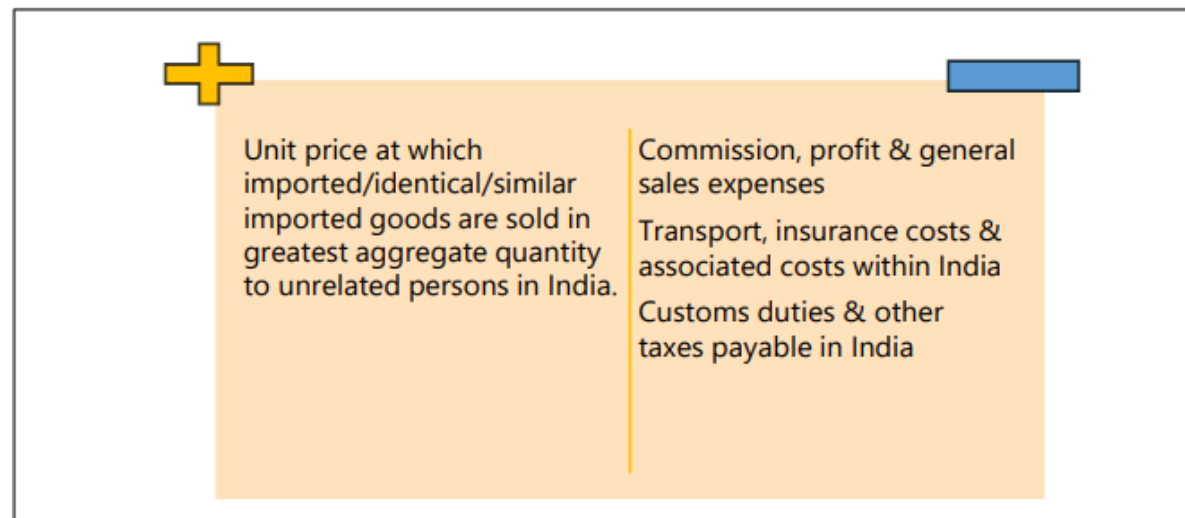 Unit price at which
imported/identical/similar
imported goods are sold in
greatest aggregate quantity
to unrelated persons in India.
Commission, profit & general
sales expenses
Transport, insurance costs &
associated costs within India
Customs duties & other
taxes payable in India